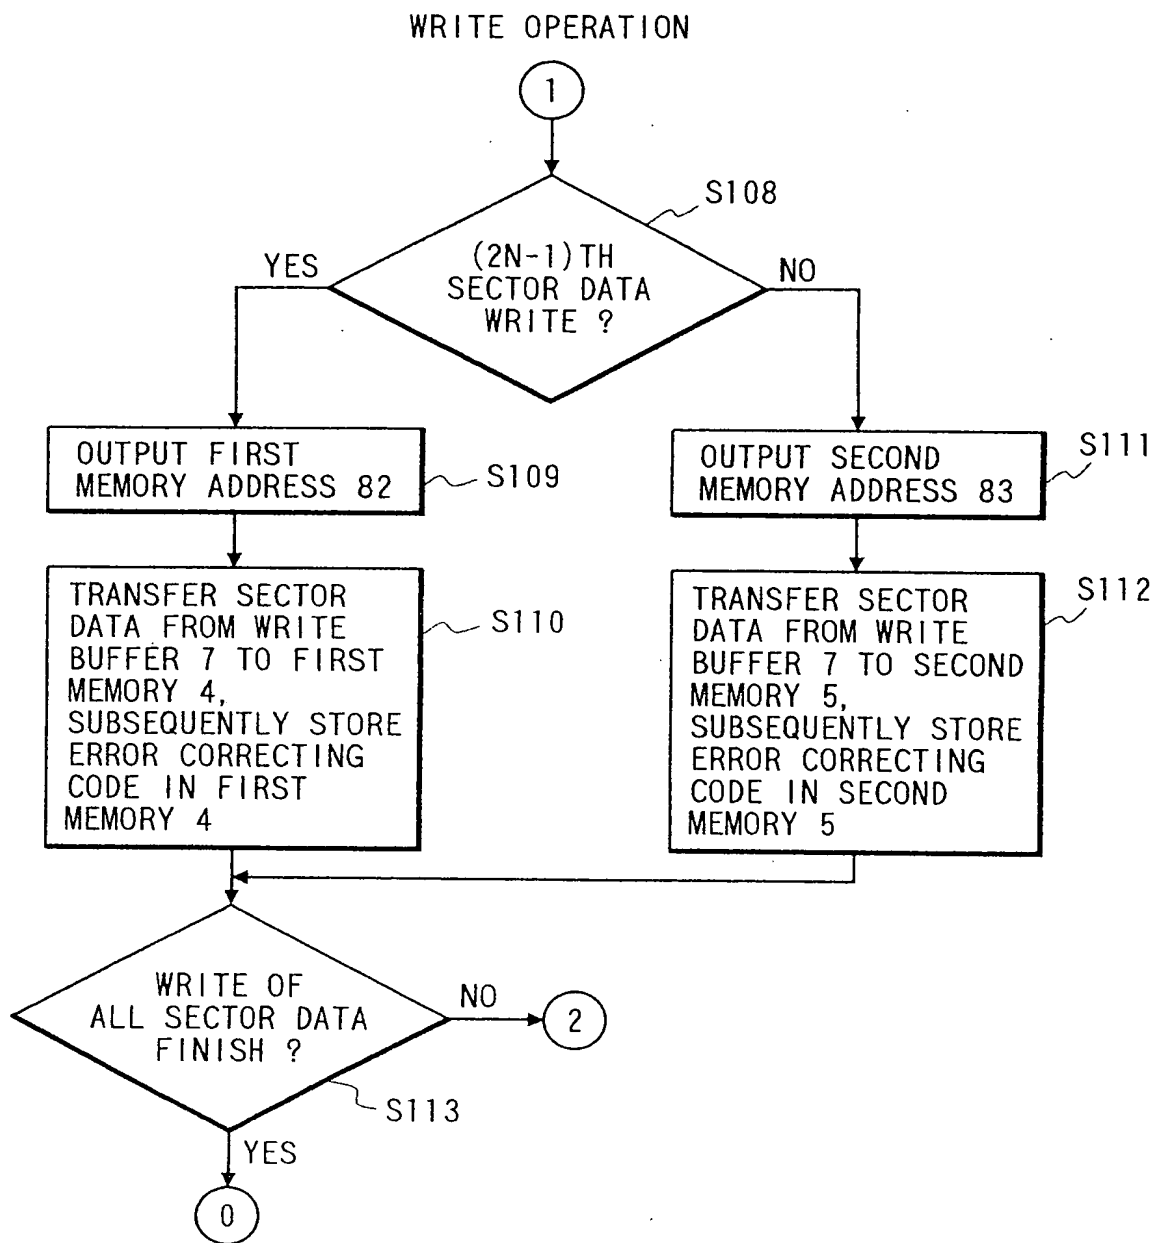 WRITE OPERATION
1
S108
(2N-1)TH
SECTOR DATA
WRITE ?
YES
NO
OUTPUT FIRST
MEMORY ADDRESS 82
S109
OUTPUT SECOND
MEMORY ADDRESS 83
S111
TRANSFER SECTOR
DATA FROM WRITE
BUFFER 7 TO FIRST
MEMORY 4,
SUBSEQUENTLY STORE
ERROR CORRECTING
CODE IN FIRST
MEMORY 4
S110
TRANSFER SECTOR
DATA FROM WRITE
BUFFER 7 TO SECOND
MEMORY 5,
SUBSEQUENTLY STORE
ERROR CORRECTING
CODE IN SECOND
MEMORY 5
S112
WRITE OF
ALL SECTOR DATA
FINISH ?
NO
2
S113
YES
0